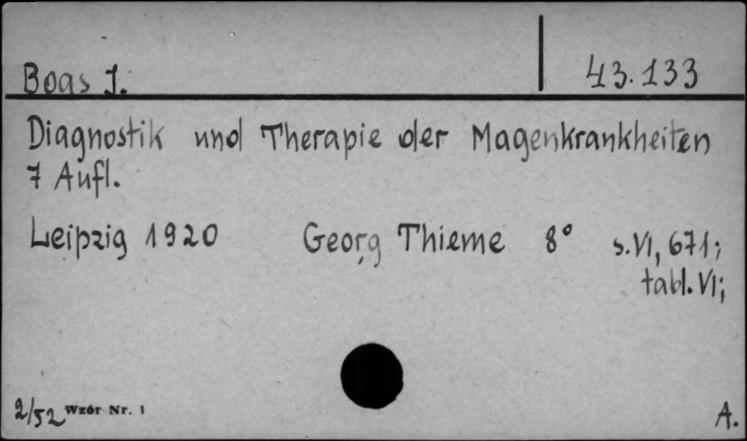 Boas J.
43.133
Diagnostik und Therapie der Magenkrankheiten
7 Aufl.
Leipzig 1920 Georg Thieme 8° s.VI, 671;
tabl. VI;
2/52 Wzór Nr. 1
A.